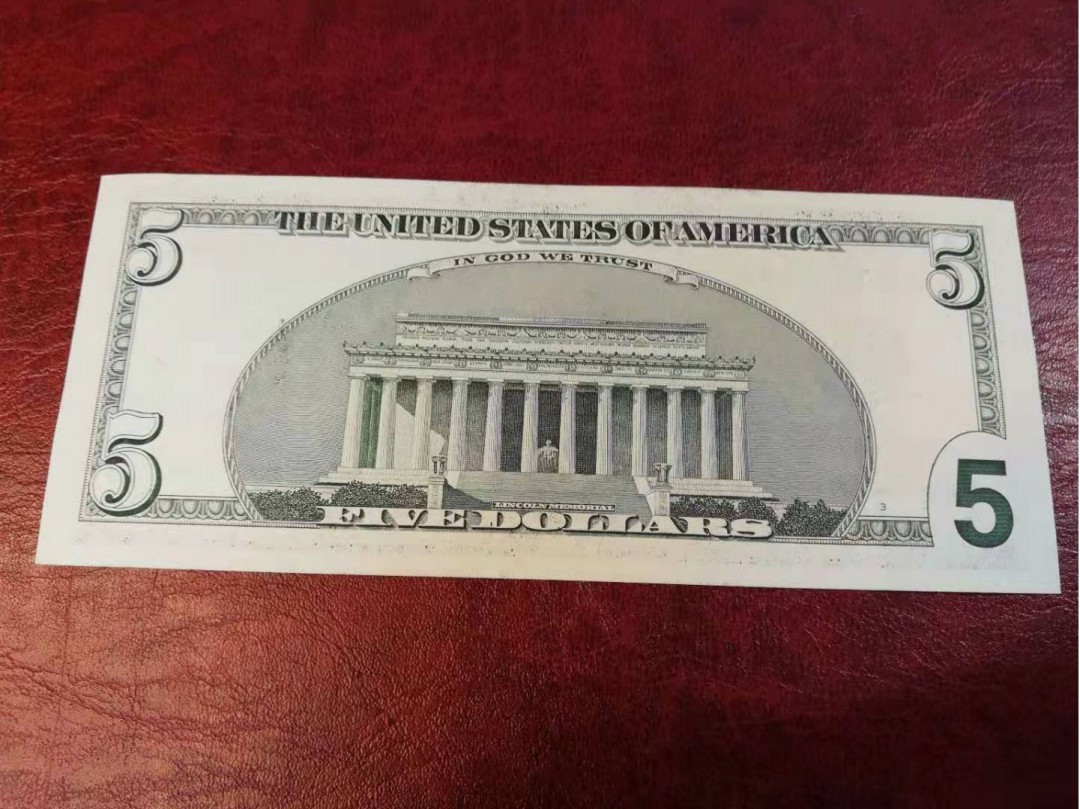 5 THE UNITED STATES OF AMERICA 5
IN GOD WE TRUST
LINCOLN MEMORIAL
5 FIVE DOLLARS 3 5